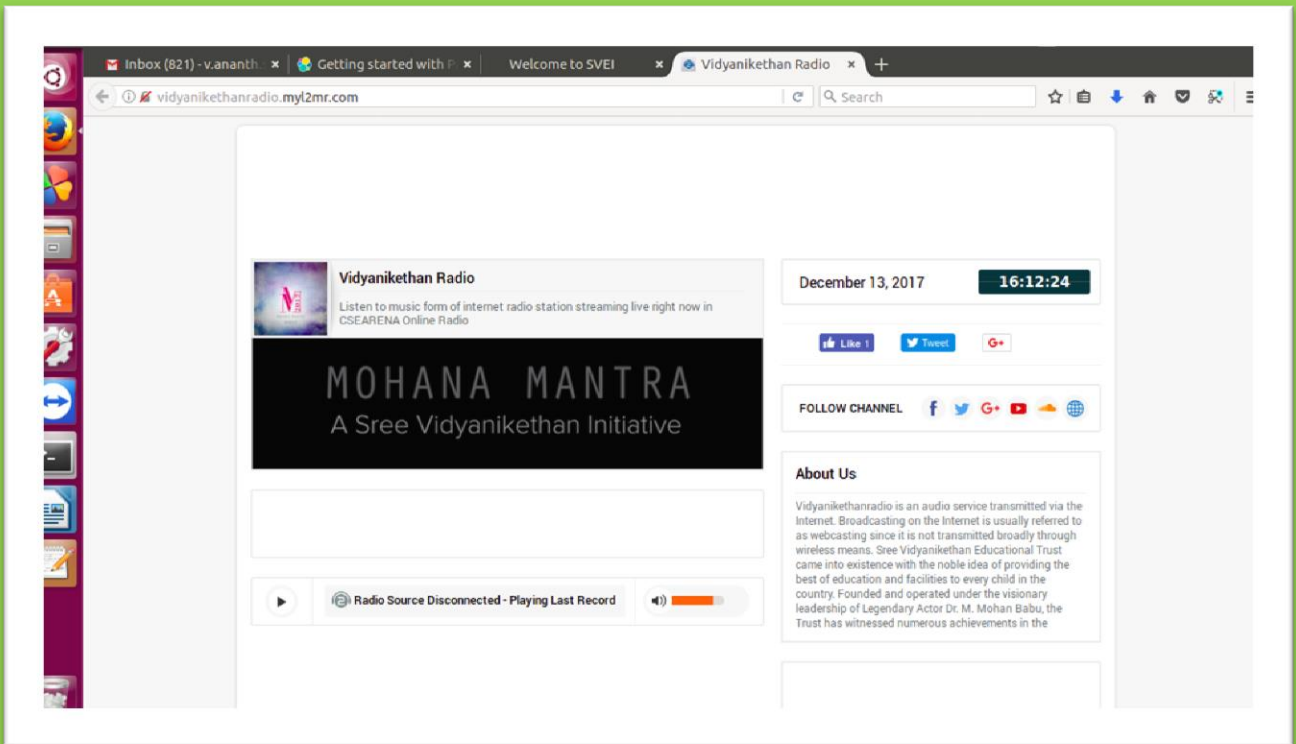 Inbox (821) - v.ananth.
Getting started with P
Welcome to SVEI
Vidyanikethan Radio
vidyanikethanradio.myl2mr.com
Search
Vidyanikethan Radio
Listen to music form of internet radio station streaming live right now in
CSEARENA Online Radio
MOHANA MANTRA
A Sree Vidyanikethan Initiative
Radio Source Disconnected - Playing Last Record
December 13, 2017
16:12:24
Like 1
Tweet
G+
FOLLOW CHANNEL
G+
About Us
Vidyanikethanradio is an audio service transmitted via the
Internet. Broadcasting on the Internet is usually referred to
as webcasting since it is not transmitted broadly through
wireless means. Sree Vidyanikethan Educational Trust
came into existence with the noble idea of providing the
best of education and facilities to every child in the
country. Founded and operated under the visionary
leadership of Legendary Actor Dr. M. Mohan Babu, the
Trust has witnessed numerous achievements in the